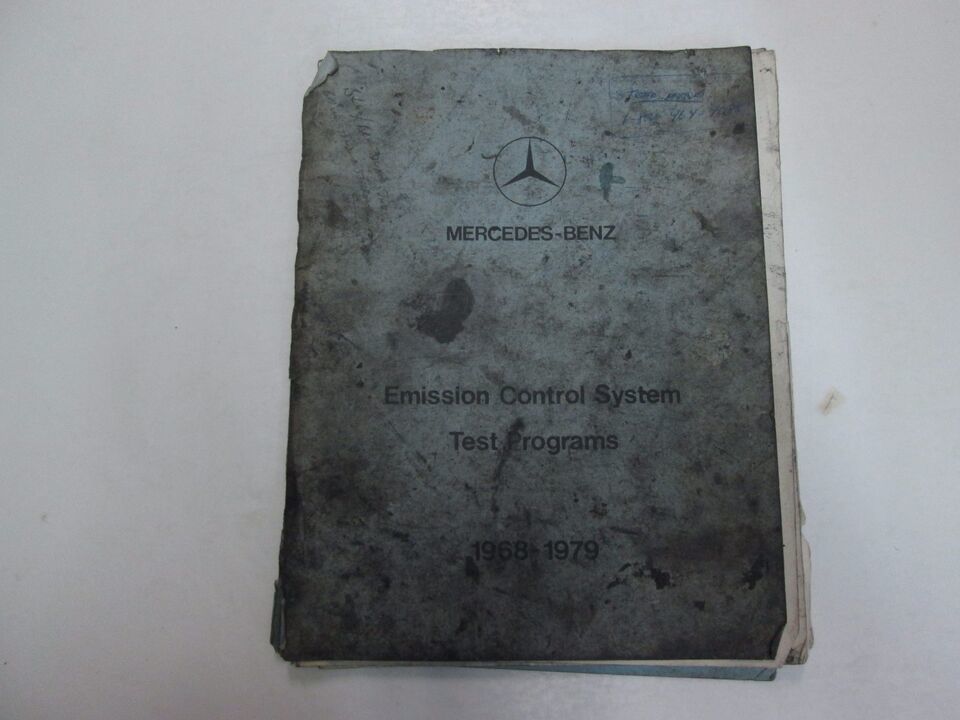 MERCEDES-BENZ
Emission Control System
Test Programs
1968-1979